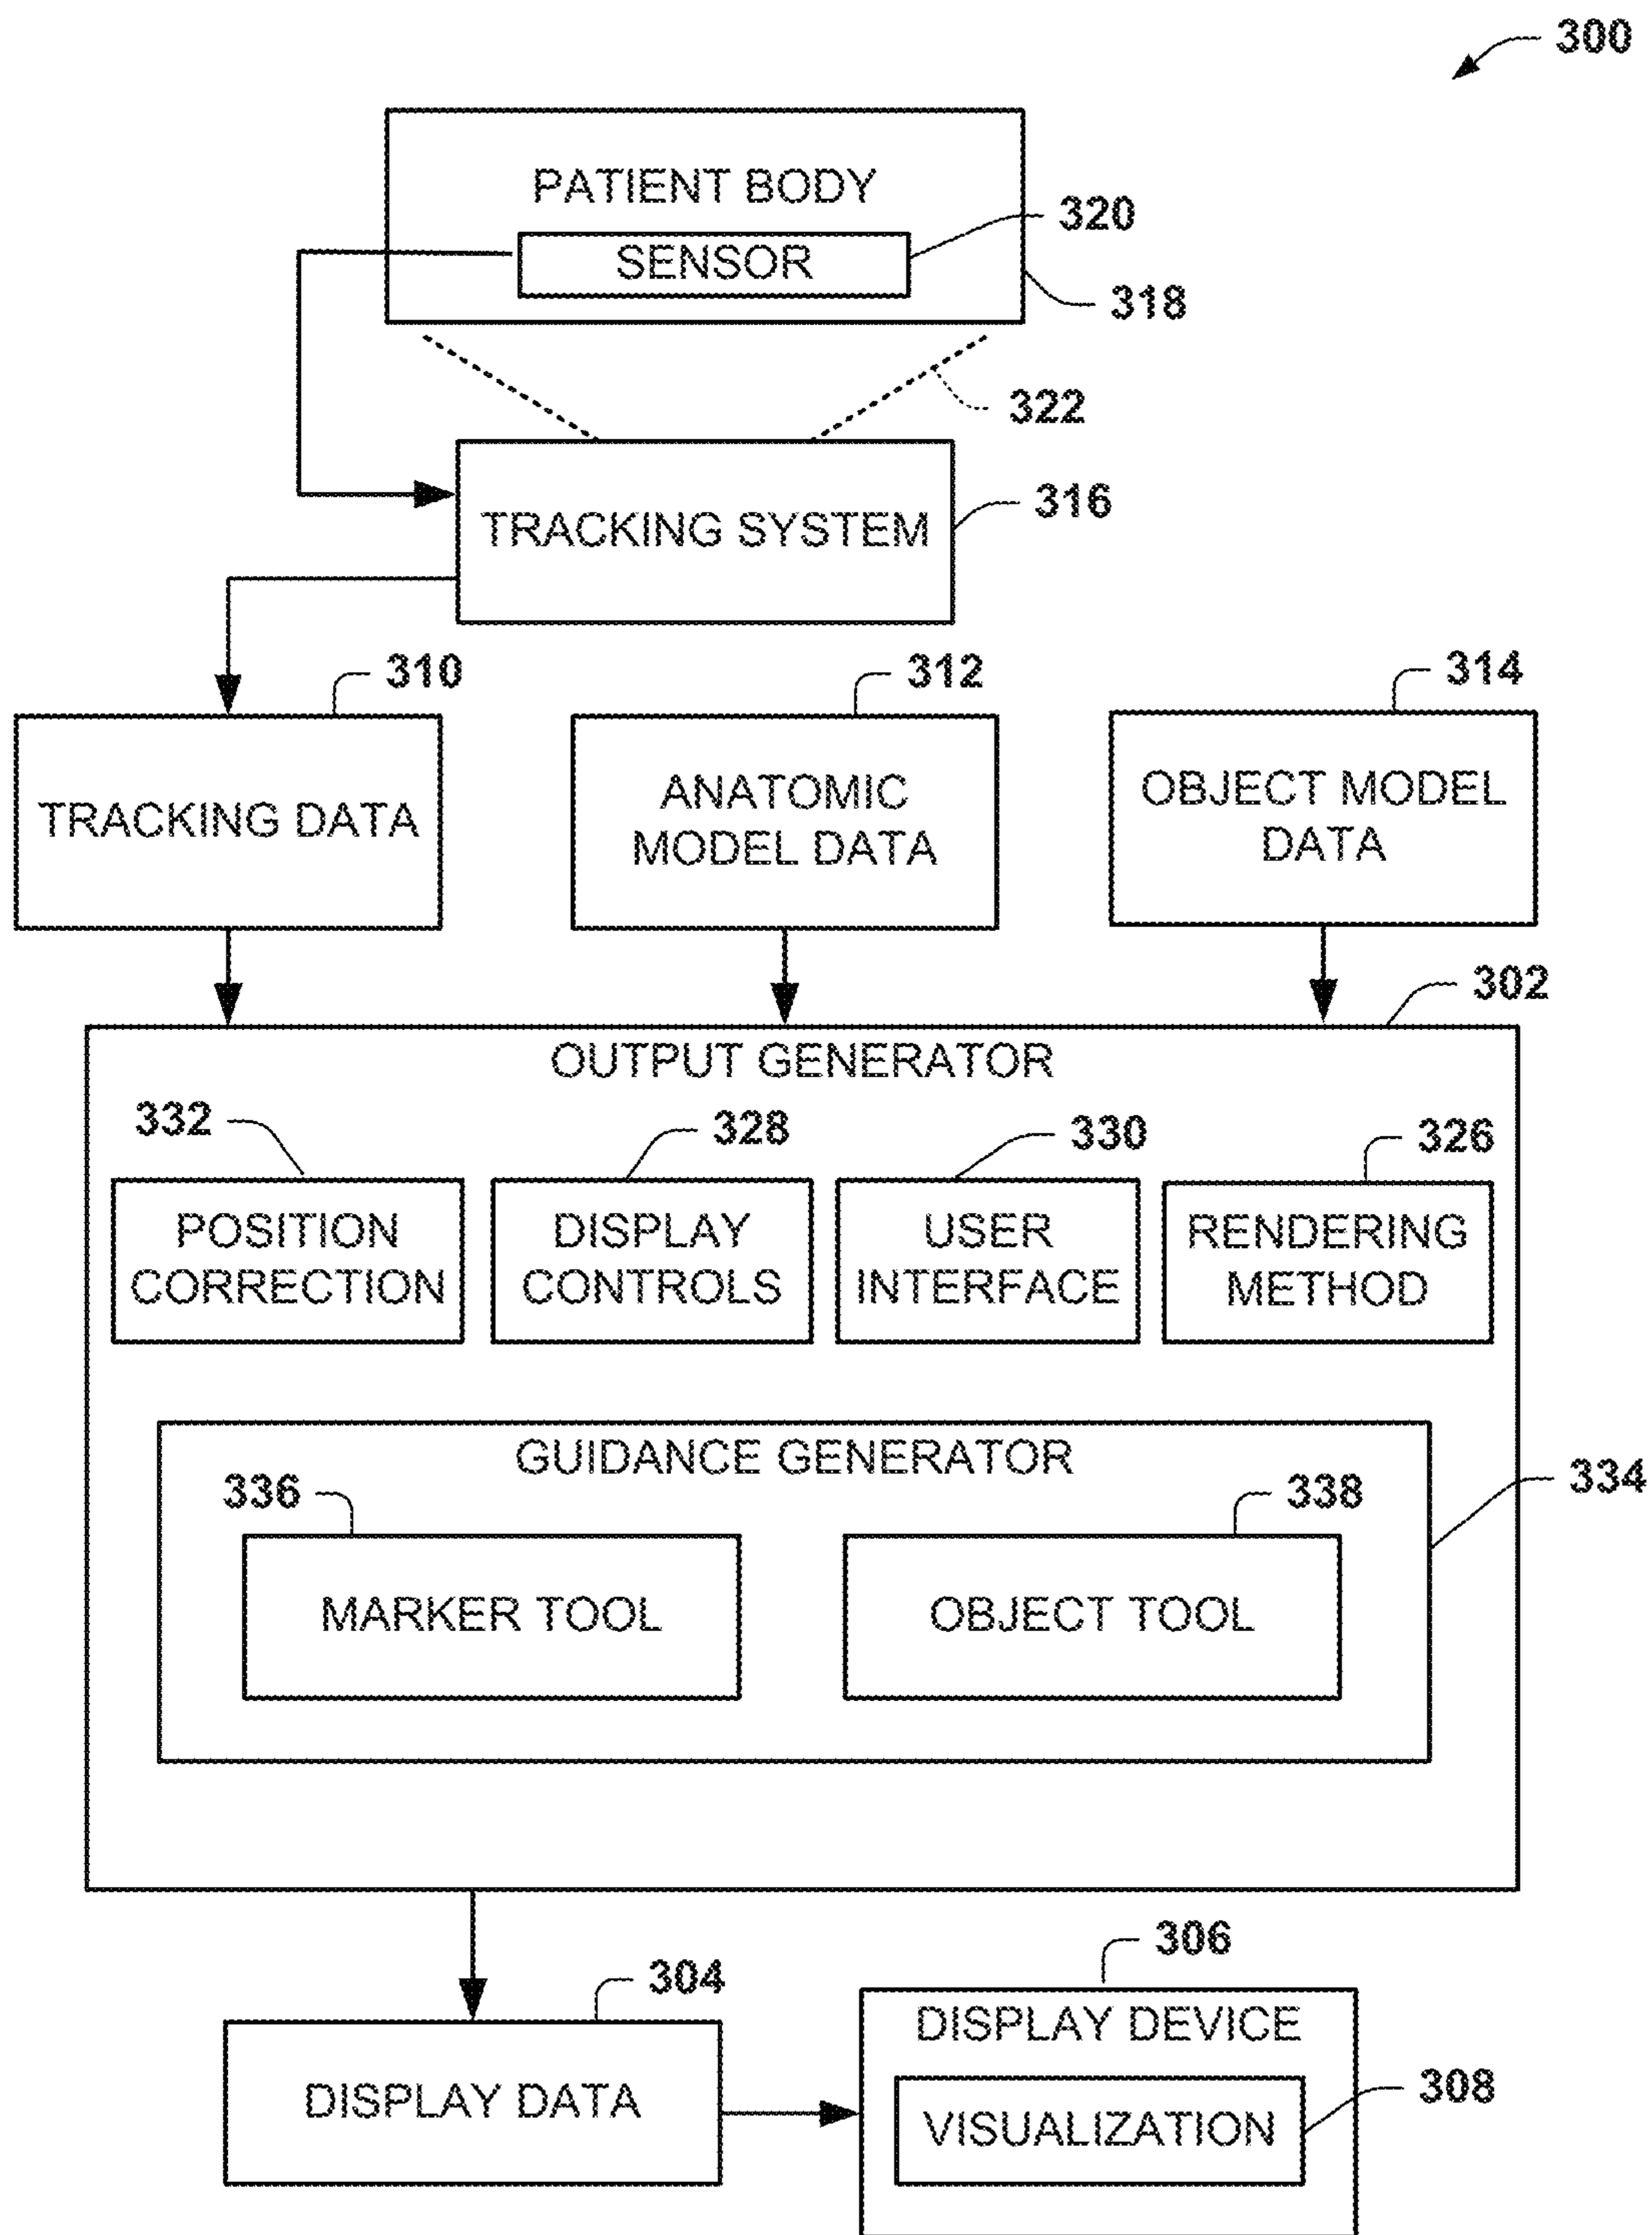 300
PATIENT BODY
320
SENSOR
318
322
316
TRACKING SYSTEM
310
312
314
TRACKING DATA
ANATOMIC
MODEL DATA
OBJECT MODEL
DATA
302
OUTPUT GENERATOR
332
328
330
326
POSITION
CORRECTION
DISPLAY
CONTROLS
USER
INTERFACE
RENDERING
METHOD
GUIDANCE GENERATOR
334
336
338
MARKER TOOL
OBJECT TOOL
306
304
DISPLAY DEVICE
DISPLAY DATA
308
VISUALIZATION